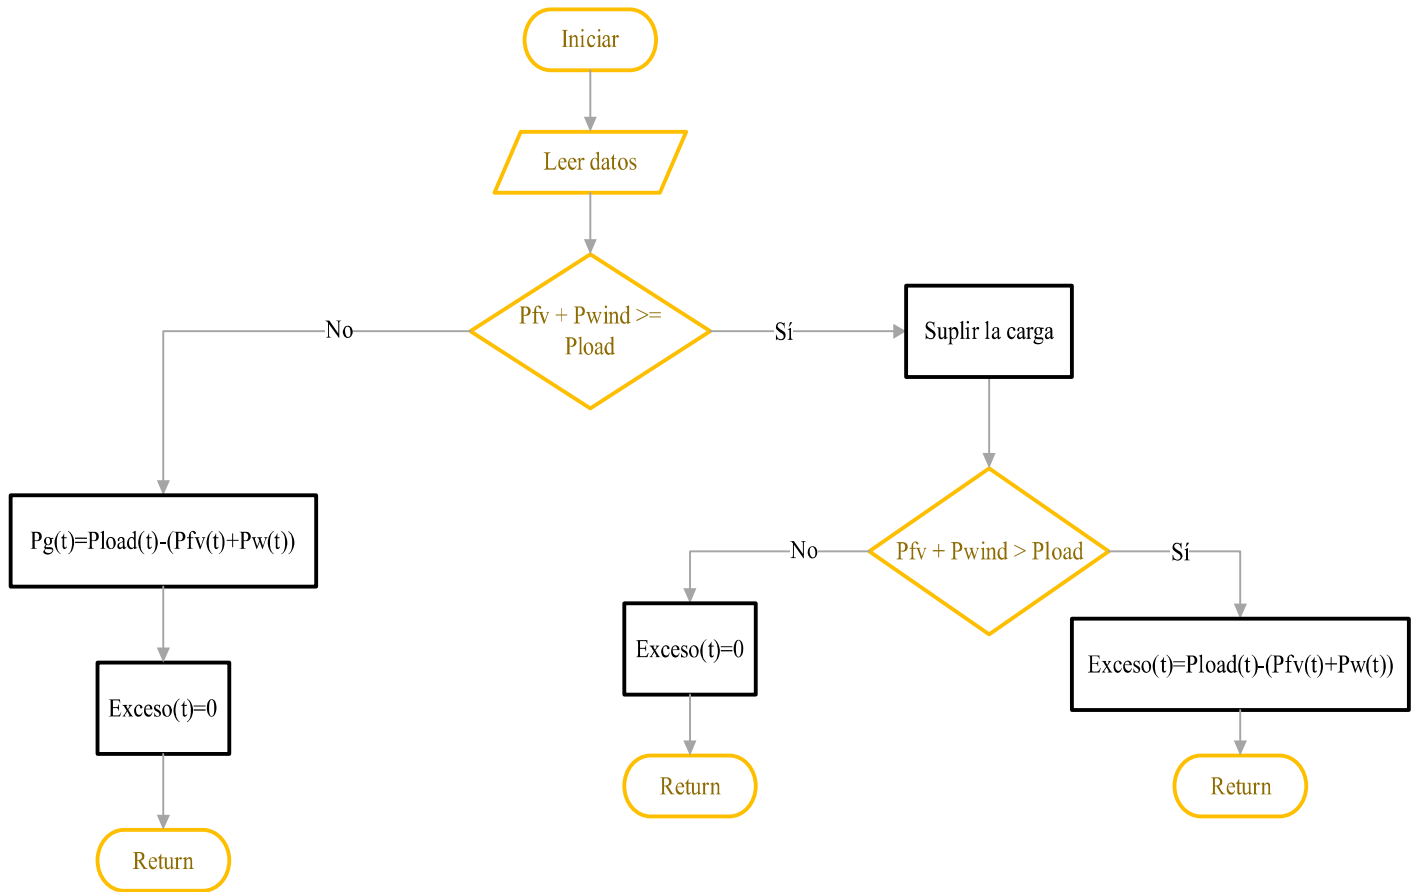 Iniciar
Leer datos
Pfv + Pwind >=
Pload
No
Sí
Suplir la carga
Pg(t)=Pload(t)-(Pfv(t)+Pw(t))
Exceso(t)=0
Return
Pfv + Pwind > Pload
No
Sí
Exceso(t)=0
Exceso(t)=Pload(t)-(Pfv(t)+Pw(t))
Return
Return